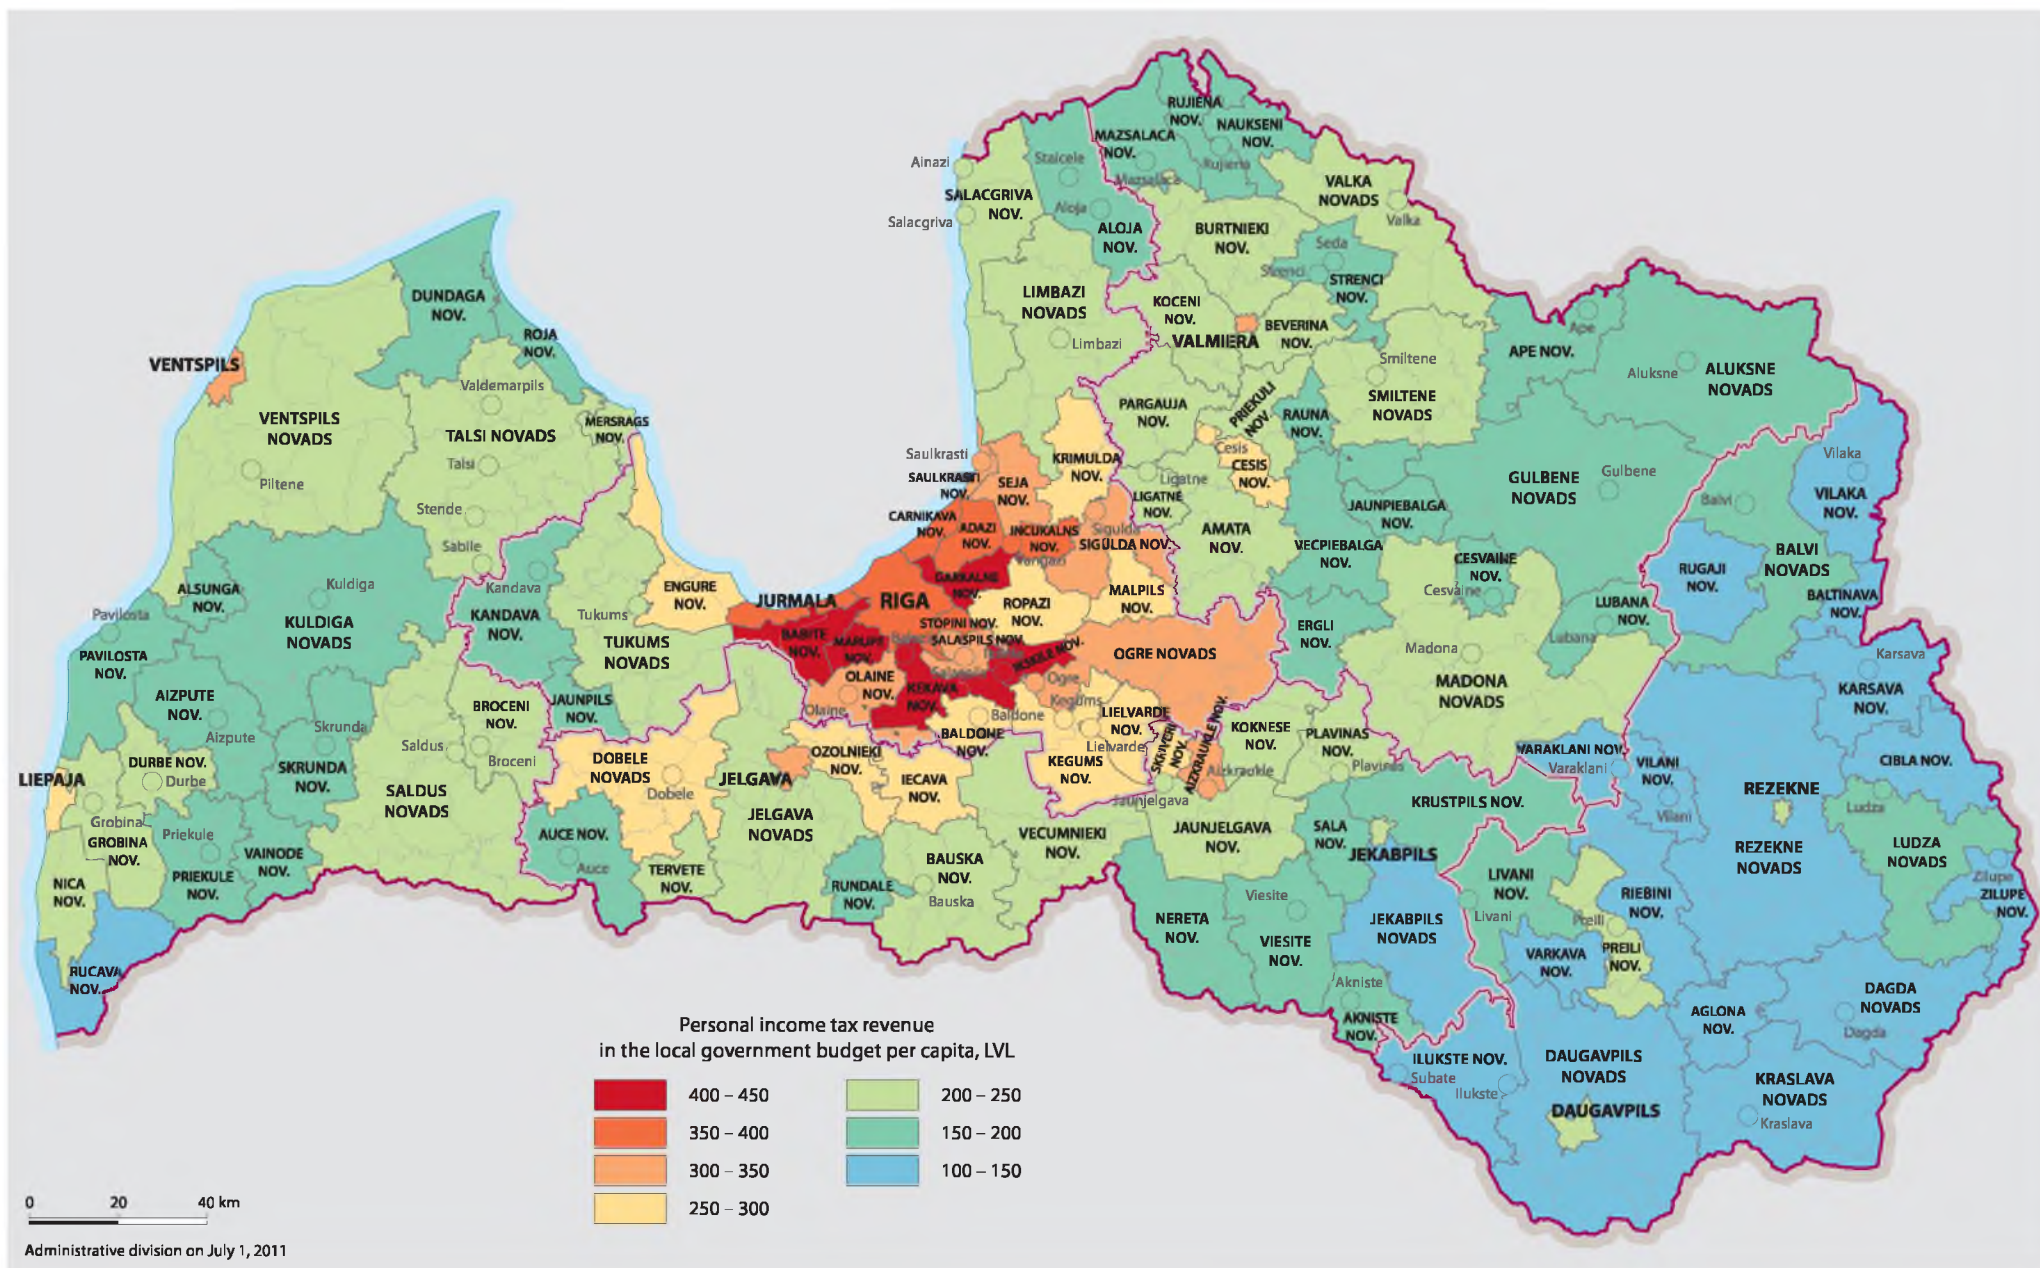 RUJIENA
NOV.
NAUKSENI
NOV.
MAZSALACA
NOV.
Rujiena
Mazsalaca
Ainazi
Staicele
SALACGRIVA
NOV.
Salacgriva
Aloja
ALOJA
NOV.
VALKA
NOVADS
Valka
BURTNIEKI
NOV.
Seda
Strenci
STRENCI
NOV.
DUNDAGA
NOV.
ROJA
NOV.
LIMBAZI
NOVADS
Limbazi
KOCENI
NOV.
VALMIERA
BEVERINA
NOV.
Smiltene
SMILTENE
NOVADS
Ape
APE NOV.
Aluksne
ALUKSNE
NOVADS
VENTSPILS
VENTSPILS
NOVADS
Piltene
Valdemarpils
TALSI NOVADS
Talsi
Stende
Sabile
MERSRAGS
NOV.
PARGAUJA
NOV.
PRIEKULI
NOV.
RAUNA
NOV.
Cesis
CESIS
NOV.
Saulkrasti
SAULKRASTI
NOV.
SEJA
NOV.
KRIMULDA
NOV.
Ligatne
LIGATNE
NOV.
GULBENE
NOVADS
Gulbene
JAUNPIEBALGA
NOV.
Vilaka
VILAKA
NOV.
Balvi
BALVI
NOVADS
CARNIKAVA
NOV.
ADAZI
NOV.
INCUKALNS
NOV.
Vangazi
Sigulda
SIGULDA NOV.
AMATA
NOV.
VECPIEBALGA
NOV.
CESVAINE
NOV.
Cesvaine
RUGAJI
NOV.
BALTINAVA
NOV.
ALSUNGA
NOV.
Kuldiga
KULDIGA
NOVADS
Kandava
KANDAVA
NOV.
Tukums
TUKUMS
NOVADS
ENGURE
NOV.
JURMALA
RIGA
GARKALNE
NOV.
ROPAZI
NOV.
MALPILS
NOV.
STOPINI NOV.
SALASPILS NOV.
BABITE
NOV.
MARUPE
NOV.
OLAINE
NOV.
Olaine
KEKAVA
NOV.
IKSKILE NOV.
Ogre
OGRE NOVADS
ERGLI
NOV.
LUBANA
NOV.
Lubana
Madona
MADONA
NOVADS
Karsava
KARSAVA
NOV.
Pavilosta
PAVILOSTA
NOV.
AIZPUTE
NOV.
Aizpute
Skrunda
SKRUNDA
NOV.
BROCENI
NOV.
Broceni
Saldus
SALDUS
NOVADS
JAUNPILS
NOV.
DOBELE
NOVADS
Dobele
JELGAVA
JELGAVA
NOVADS
OZOLNIEKI
NOV.
IECAVA
NOV.
Baldone
BALDONE
NOV.
Kegums
KEGUMS
NOV.
LIELVARDE
NOV.
Lielvarde
SKRIVERI
NOV.
AIZKRAUKLE NOV.
Aizkraukle
KOKNESE
NOV.
PLAVINAS
NOV.
Plavinas
VARAKLANI NOV.
Varaklani
VILANI
NOV.
Vilani
CIBLA NOV.
REZEKNE
REZEKNE
NOVADS
Ludza
LUDZA
NOVADS
Zilupe
ZILUPE
NOV.
LIEPAJA
DURBE NOV.
Durbe
Grobina
GROBINA
NOV.
Priekule
PRIEKULE
NOV.
VAINODE
NOV.
NICA
NOV.
RUCAVA
NOV.
AUCE NOV.
Auce
TERVETE
NOV.
RUNDALE
NOV.
BAUSKA
NOV.
Bauska
VECUMNIEKI
NOV.
Jaunjelgava
JAUNJELGAVA
NOV.
SALA
NOV.
KRUSTPILS NOV.
JEKABPILS
JEKABPILS
NOVADS
LIVANI
NOV.
Livani
Preili
PREILI
NOV.
RIEBINI
NOV.
VARKAVA
NOV.
NERETA
NOV.
Viesite
VIESITE
NOV.
Akniste
AKNISTE
NOV.
ILUKSTE NOV.
Subate
Ilukste
DAUGAVPILS
NOVADS
DAUGAVPILS
AGLONA
NOV.
DAGDA
NOVADS
Dagda
KRASLAVA
NOVADS
Kraslava
Personal income tax revenue
in the local government budget per capita, LVL
400 – 450
350 – 400
300 – 350
250 – 300
200 – 250
150 – 200
100 – 150
0 20 40 km
Administrative division on July 1, 2011